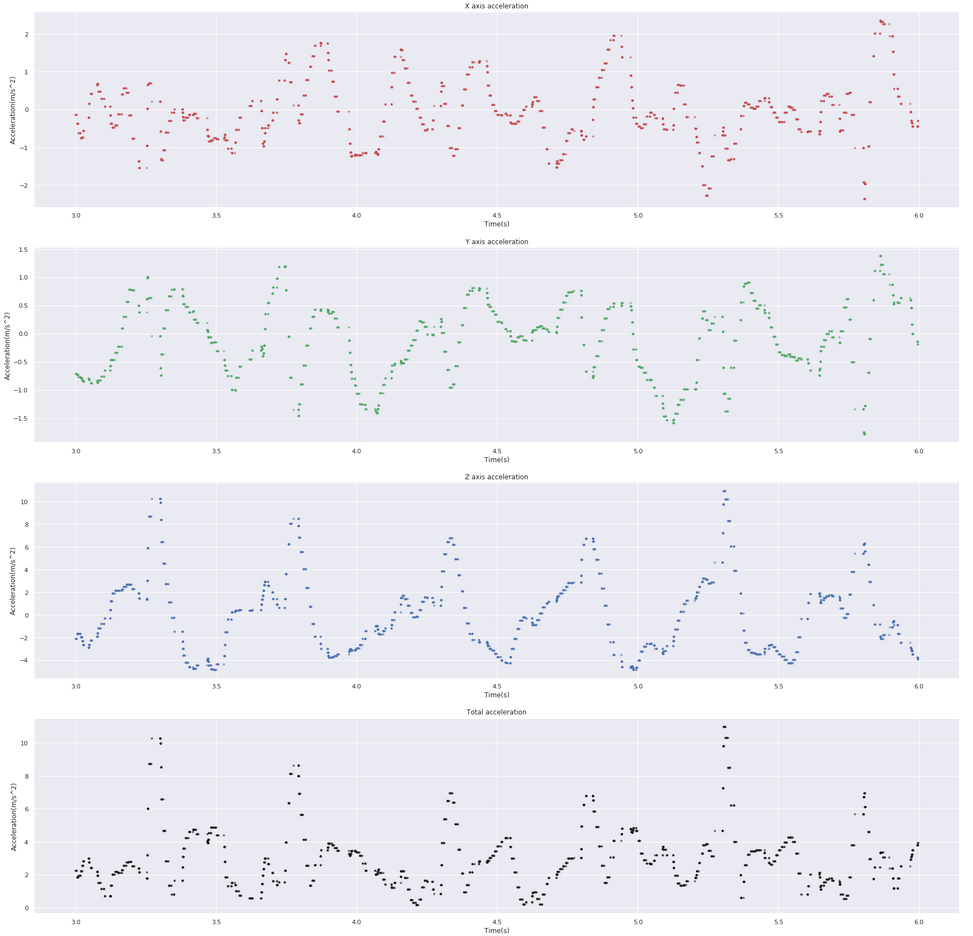 X axis acceleration
2
1
0
−1
−2
Acceleration(m/s^2)
3.0 3.5 4.0 4.5 5.0 5.5 6.0
Time(s)
Y axis acceleration
1.5
1.0
0.5
0.0
−0.5
−1.0
−1.5
Acceleration(m/s^2)
3.0 3.5 4.0 4.5 5.0 5.5 6.0
Time(s)
Z axis acceleration
10
8
6
4
2
0
−2
−4
Acceleration(m/s^2)
3.0 3.5 4.0 4.5 5.0 5.5 6.0
Time(s)
Total acceleration
10
8
6
4
2
0
Acceleration(m/s^2)
3.0 3.5 4.0 4.5 5.0 5.5 6.0
Time(s)